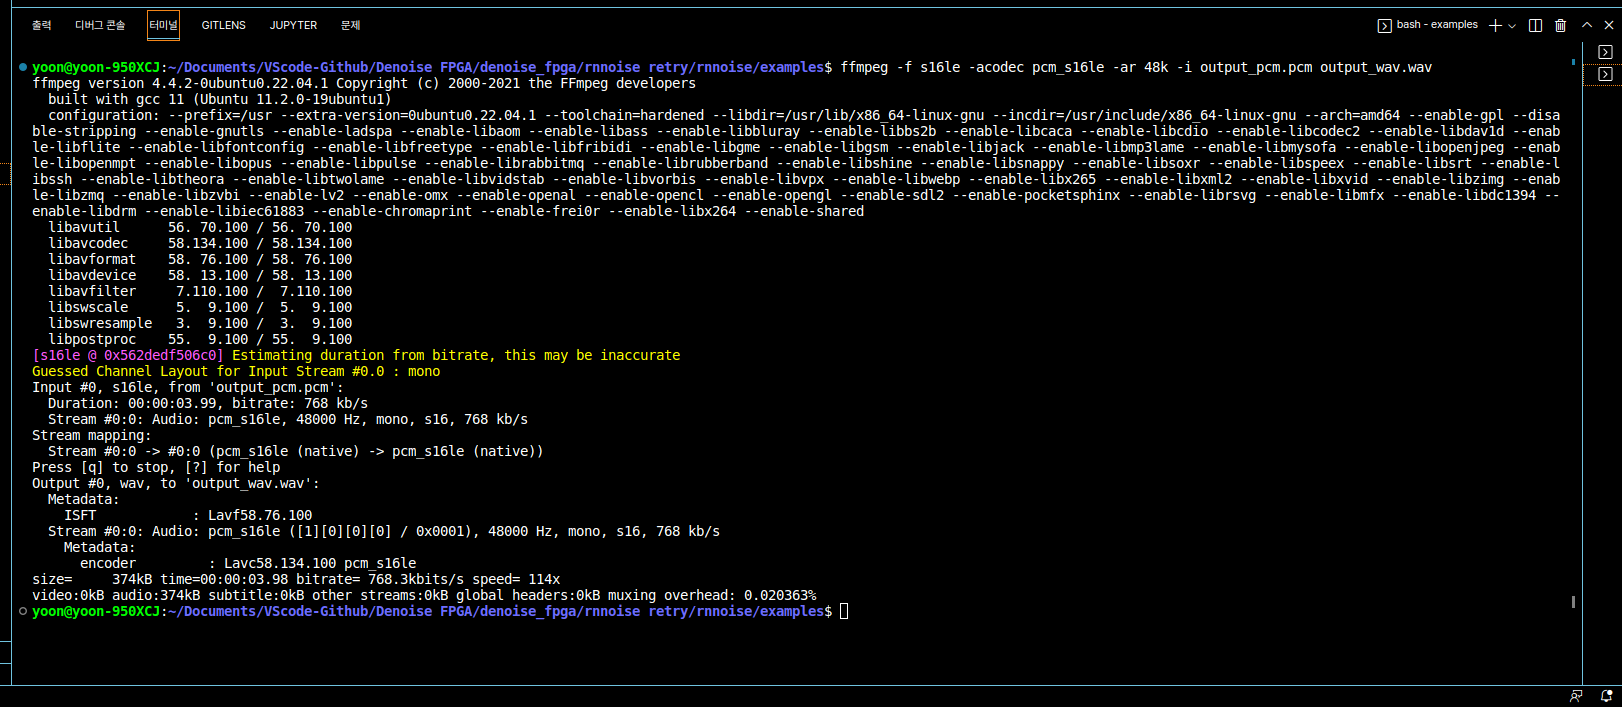 출력 디버그 콘솔 터미널 GITLENS JUPYTER 문제 bash - examples
yoon@yoon-950XCJ:~/Documents/VScode-Github/Denoise FPGA/denoise_fpga/rnnoise retry/rnnoise/examples$ ffmpeg -f s16le -acodec pcm_s16le -ar 48k -i output_pcm.pcm output_wav.wav
ffmpeg version 4.4.2-0ubuntu0.22.04.1 Copyright (c) 2000-2021 the FFmpeg developers
  built with gcc 11 (Ubuntu 11.2.0-19ubuntu1)
  configuration: --prefix=/usr --extra-version=0ubuntu0.22.04.1 --toolchain=hardened --libdir=/usr/lib/x86_64-linux-gnu --incdir=/usr/include/x86_64-linux-gnu --arch=amd64 --enable-gpl --disa
ble-stripping --enable-gnutls --enable-ladspa --enable-libaom --enable-libass --enable-libbluray --enable-libbs2b --enable-libcaca --enable-libcdio --enable-libcodec2 --enable-libdav1d --enab
le-libflite --enable-libfontconfig --enable-libfreetype --enable-libfribidi --enable-libgme --enable-libgsm --enable-libjack --enable-libmp3lame --enable-libmysofa --enable-libopenjpeg --enab
le-libopenmpt --enable-libopus --enable-libpulse --enable-librabbitmq --enable-librubberband --enable-libshine --enable-libsnappy --enable-libsoxr --enable-libspeex --enable-libsrt --enable-l
ibssh --enable-libtheora --enable-libtwolame --enable-libvidstab --enable-libvorbis --enable-libvpx --enable-libwebp --enable-libx265 --enable-libxml2 --enable-libxvid --enable-libzimg --enab
le-libzmq --enable-libzvbi --enable-lv2 --enable-omx --enable-openal --enable-opencl --enable-opengl --enable-sdl2 --enable-pocketsphinx --enable-librsvg --enable-libmfx --enable-libdc1394 --
enable-libdrm --enable-libiec61883 --enable-chromaprint --enable-frei0r --enable-libx264 --enable-shared
  libavutil      56. 70.100 / 56. 70.100
  libavcodec     58.134.100 / 58.134.100
  libavformat    58. 76.100 / 58. 76.100
  libavdevice    58. 13.100 / 58. 13.100
  libavfilter     7.110.100 /  7.110.100
  libswscale      5.  9.100 /  5.  9.100
  libswresample   3.  9.100 /  3.  9.100
  libpostproc    55.  9.100 / 55.  9.100
[s16le @ 0x562dedf506c0] Estimating duration from bitrate, this may be inaccurate
Guessed Channel Layout for Input Stream #0.0 : mono
Input #0, s16le, from 'output_pcm.pcm':
  Duration: 00:00:03.99, bitrate: 768 kb/s
  Stream #0:0: Audio: pcm_s16le, 48000 Hz, mono, s16, 768 kb/s
Stream mapping:
  Stream #0:0 -> #0:0 (pcm_s16le (native) -> pcm_s16le (native))
Press [q] to stop, [?] for help
Output #0, wav, to 'output_wav.wav':
  Metadata:
    ISFT            : Lavf58.76.100
  Stream #0:0: Audio: pcm_s16le ([1][0][0][0] / 0x0001), 48000 Hz, mono, s16, 768 kb/s
    Metadata:
      encoder         : Lavc58.134.100 pcm_s16le
size=     374kB time=00:00:03.98 bitrate= 768.3kbits/s speed= 114x
video:0kB audio:374kB subtitle:0kB other streams:0kB global headers:0kB muxing overhead: 0.020363%
yoon@yoon-950XCJ:~/Documents/VScode-Github/Denoise FPGA/denoise_fpga/rnnoise retry/rnnoise/examples$